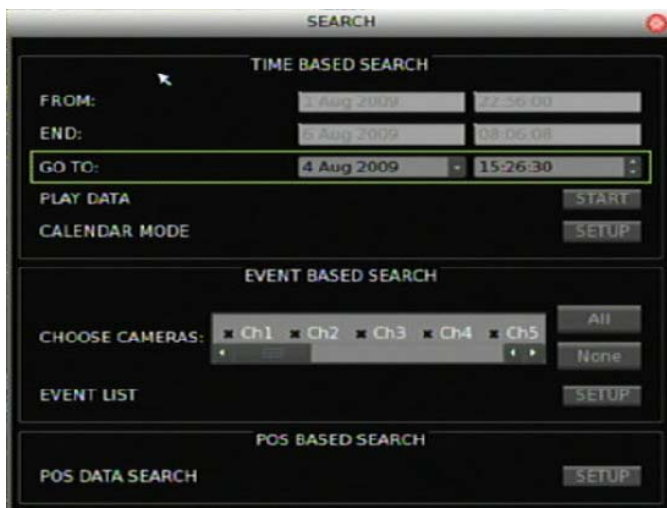 SEARCH
TIME BASED SEARCH
FROM: 1 Aug 2009 22:56:00
END: 6 Aug 2009 08:06:08
GO TO: 4 Aug 2009 15:26:30
PLAY DATA START
CALENDAR MODE SETUP
EVENT BASED SEARCH
CHOOSE CAMERAS: Ch1 Ch2 Ch3 Ch4 Ch5
All
None
EVENT LIST SETUP
POS BASED SEARCH
POS DATA SEARCH SETUP